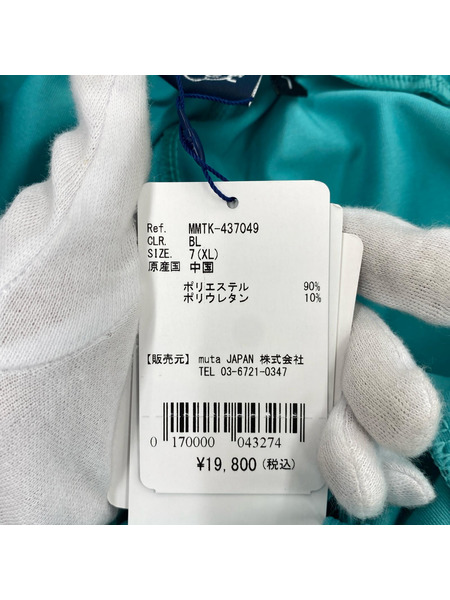 Ref. MMTK-437049
CLR. BL
SIZE. 7(XL)
原産国 中国
ポリエステル 90%
ポリウレタン 10%
【販売元】 muta JAPAN 株式会社
TEL 03-6721-0347
0 170000 043274
¥19,800(税込)